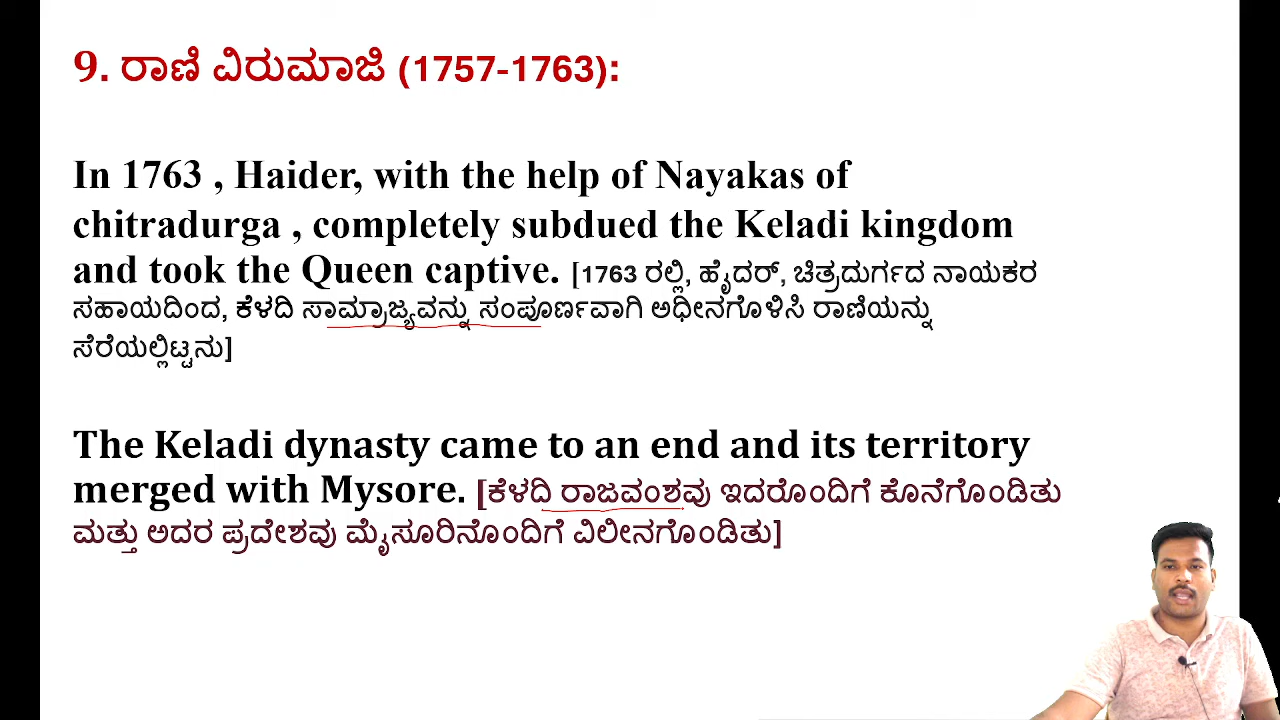 9. ರಾಣಿ ವಿರುಮಾಜಿ (1757-1763):
In 1763 , Haider, with the help of Nayakas of
chitradurga , completely subdued the Keladi kingdom
and took the Queen captive. [1763 ರಲ್ಲಿ, ಹೈದರ್, ಚಿತ್ರದುರ್ಗದ ನಾಯಕರ
ಸಹಾಯದಿಂದ, ಕೆಳದಿ ಸಾಮ್ರಾಜ್ಯವನ್ನು ಸಂಪೂರ್ಣವಾಗಿ ಅಧೀನಗೊಳಿಸಿ ರಾಣಿಯನ್ನು
ಸೆರೆಯಲ್ಲಿಟ್ಟನು]
The Keladi dynasty came to an end and its territory
merged with Mysore. [ಕೆಳದಿ ರಾಜವಂಶವು ಇದರೊಂದಿಗೆ ಕೊನೆಗೊಂಡಿತು
ಮತ್ತು ಅದರ ಪ್ರದೇಶವು ಮೈಸೂರಿನೊಂದಿಗೆ ವಿಲೀನಗೊಂಡಿತು]